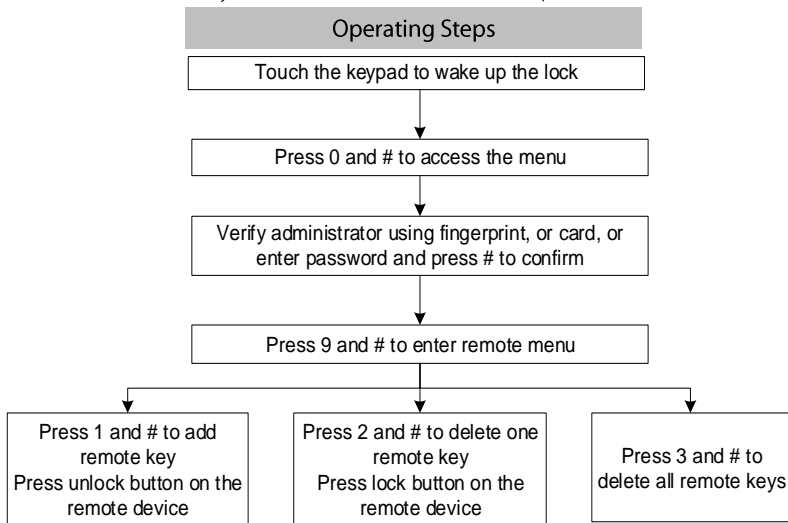 Operating Steps
Touch the keypad to wake up the lock
Press 0 and # to access the menu
Verify administrator using fingerprint, or card, or
enter password and press # to confirm
Press 9 and # to enter remote menu
Press 1 and # to add
remote key
Press unlock button on the
remote device
Press 2 and # to delete one
remote key
Press lock button on the
remote device
Press 3 and # to
delete all remote keys